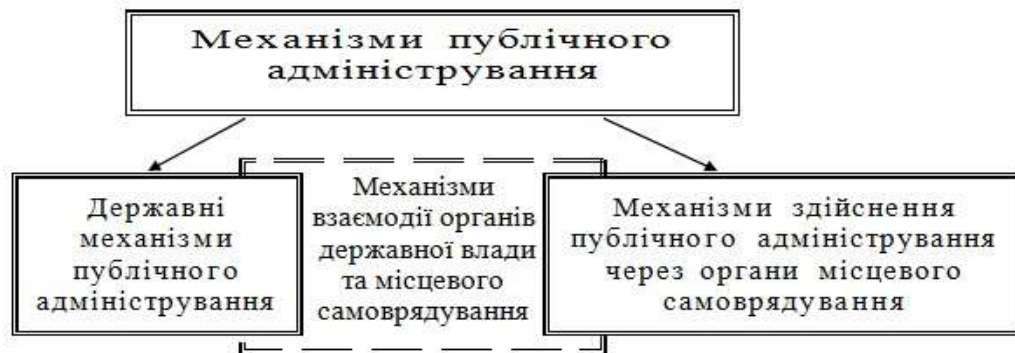 Механізми публічного
адміністрування
Державні
механізми
публічного
адміністрування
Механізми
взаємодії органів
державної влади
та місцевого
самоврядування
Механізми здійснення
публічного адміністрування
через органи місцевого
самоврядування